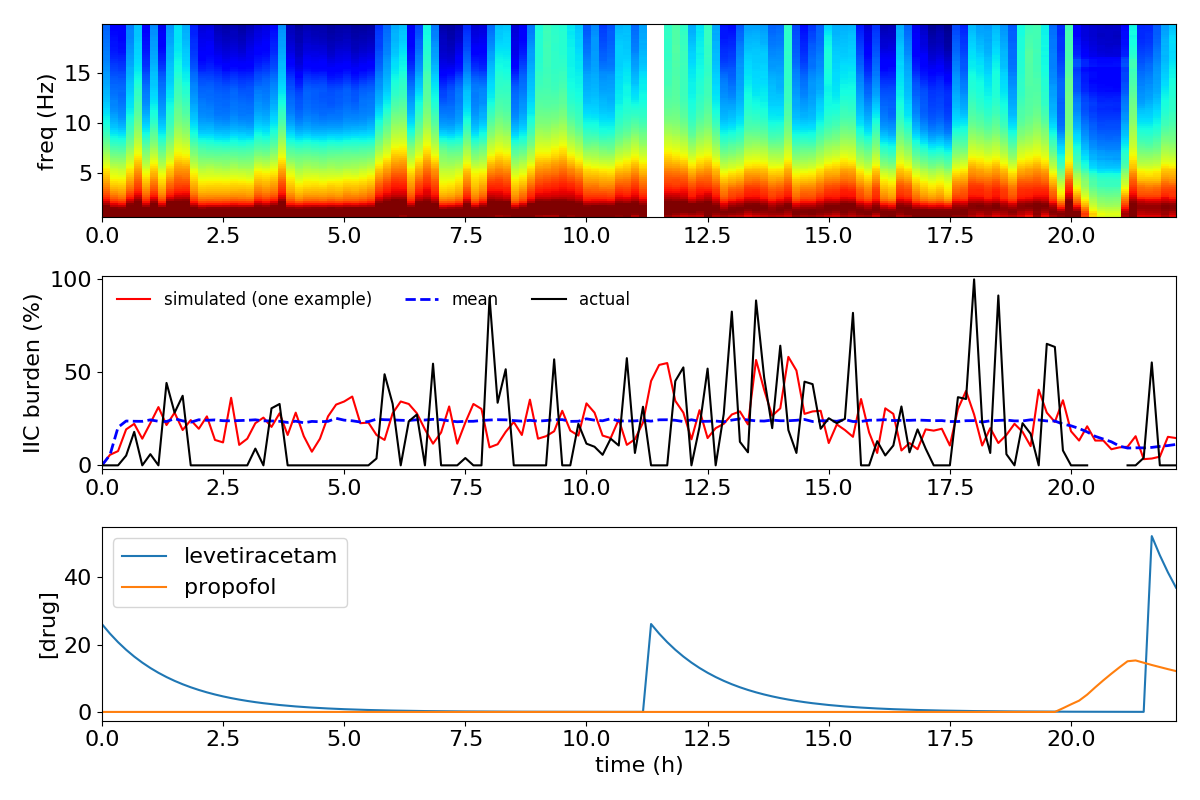 15
10
5
freq (Hz)
0.0 2.5 5.0 7.5 10.0 12.5 15.0 17.5 20.0
100
50
0
IIC burden (%)
simulated (one example) mean actual
0.0 2.5 5.0 7.5 10.0 12.5 15.0 17.5 20.0
40
20
0
[drug]
levetiracetam
propofol
0.0 2.5 5.0 7.5 10.0 12.5 15.0 17.5 20.0
time (h)